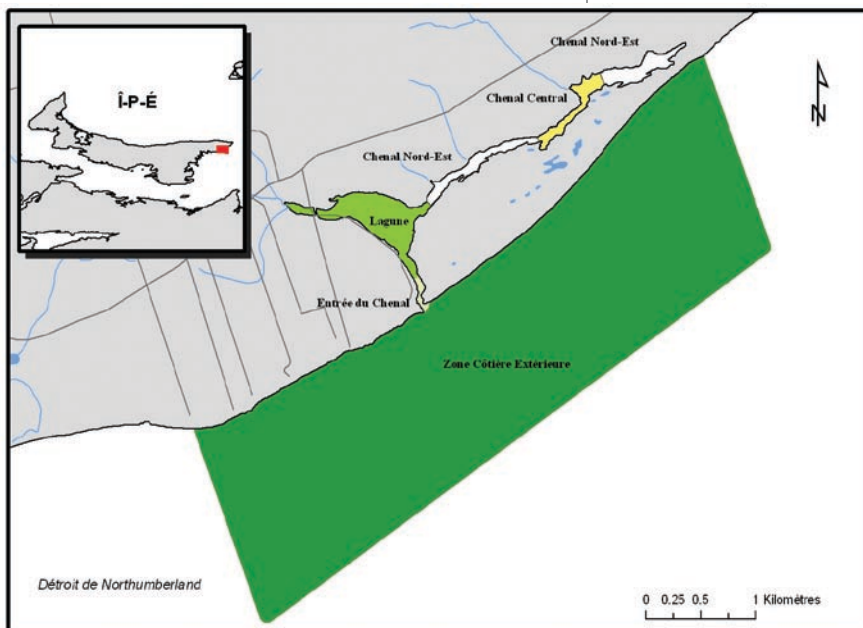 Î-P-É
Chenal Nord-Est
Chenal Central
Chenal Nord-Est
Lagune
Entrée du Chenal
Zone Côtière Extérieure
Détroit de Northumberland
0 0.25 0.5 1 Kilomètres
N